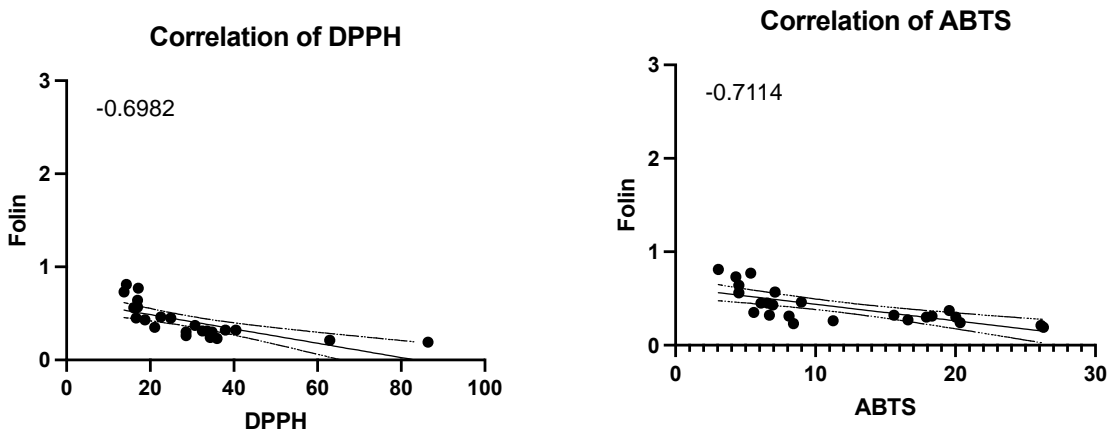 Correlation of DPPH
3
-0.6982
2
Folin
1
0
0 20 40 60 80 100
DPPH
Correlation of ABTS
3
-0.7114
2
Folin
1
0
0 10 20 30
ABTS